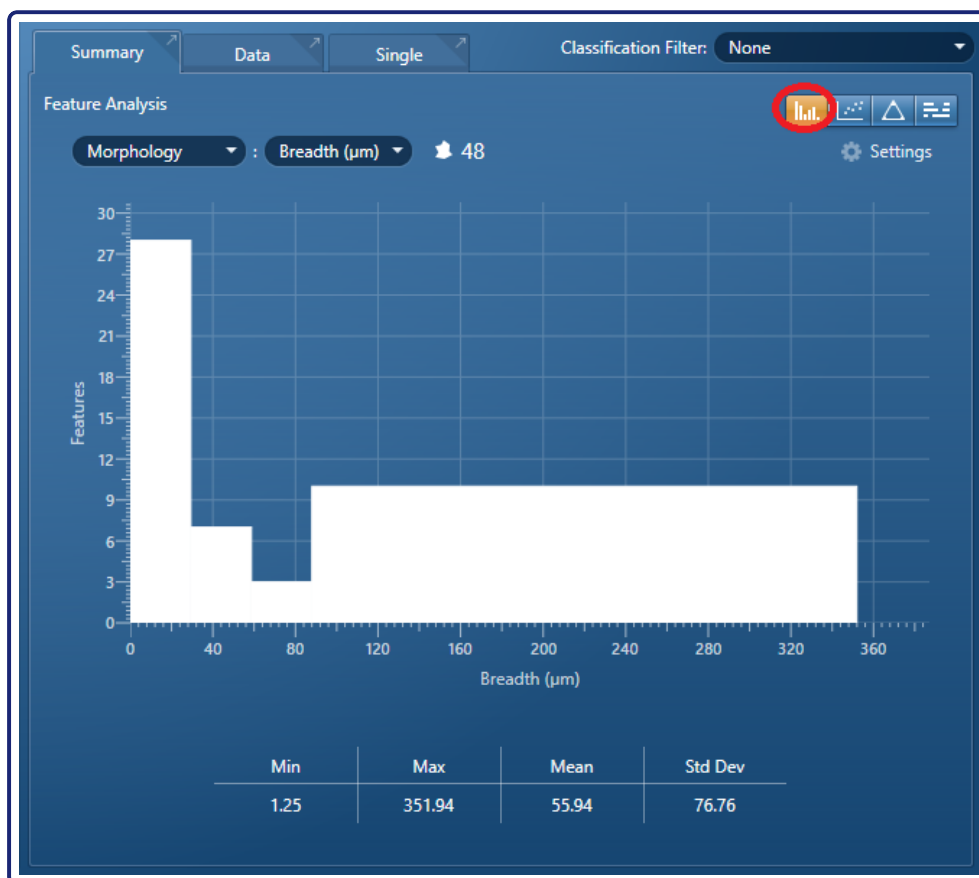 Summary Data Single Classification Filter: None
Feature Analysis
Morphology : Breadth (µm) 48 Settings
30
27
24
21
18
15
12
9
6
3
0
Features
0 40 80 120 160 200 240 280 320 360
Breadth (µm)
Min Max Mean Std Dev
1.25 351.94 55.94 76.76